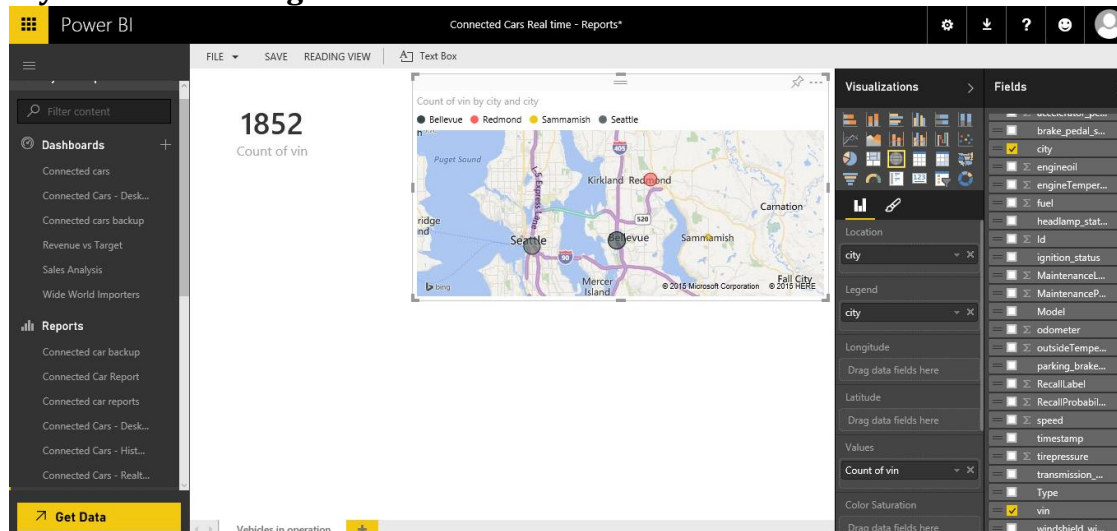 Power BI
Connected Cars Real time - Reports*
FILE
SAVE
READING VIEW
Text Box
Filter content
Dashboards
Connected cars
Connected Cars - Desk...
Connected cars backup
Revenue vs Target
Sales Analysis
Wide World Importers
Reports
Connected car backup
Connected Car Report
Connected car reports
Connected Cars - Desk...
Connected Cars - Hist...
Connected Cars - Realt...
Get Data
1852
Count of vin
Count of vin by city and city
Bellevue Redmond Sammamish Seattle
Puget Sound
405
Kirkland Redmond
Carnation
ridge
nd
520
Seattle
Bellevue
Sammamish
90
Mercer
Island
Fall City
bing
© 2015 Microsoft Corporation © 2015 HERE
Vehicles in operation
Visualizations
Location
city
Legend
city
Longitude
Drag data fields here
Latitude
Drag data fields here
Values
Count of vin
Color Saturation
Drag data fields here
Fields
brake_pedal_s...
city
engineoil
engineTemper...
fuel
headlamp_stat...
Id
ignition_status
MaintenanceL...
MaintenanceP...
Model
odometer
outsideTempe...
parking_brake...
RecallLabel
RecallProbabil...
speed
timestamp
tirepressure
transmission_...
Type
vin
windshield_wi...